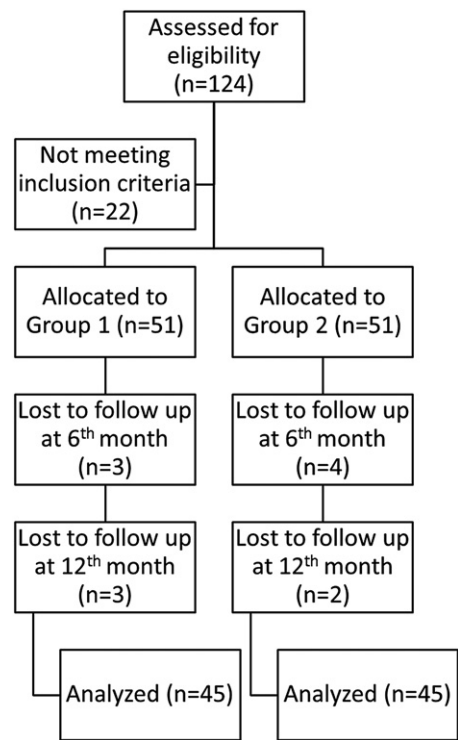 Assessed for
eligibility
(n=124)
Not meeting
inclusion criteria
(n=22)
Allocated to
Group 1 (n=51)
Allocated to
Group 2 (n=51)
Lost to follow up
at 6th month
(n=3)
Lost to follow up
at 6th month
(n=4)
Lost to follow up
at 12th month
(n=3)
Lost to follow up
at 12th month
(n=2)
Analyzed (n=45)
Analyzed (n=45)